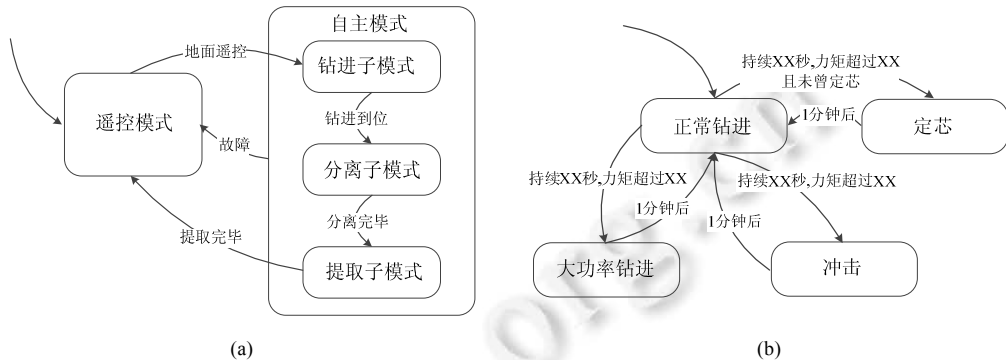 自主模式
地面遥控
钻进子模式
遥控模式
钻进到位
故障
分离子模式
分离完毕
提取完毕
提取子模式
(a)
持续XX秒,力矩超过XX
且未曾定芯
正常钻进
1分钟后
定芯
持续XX秒,力矩超过XX
持续XX秒,力矩超过XX
1分钟后
1分钟后
大功率钻进
冲击
(b)